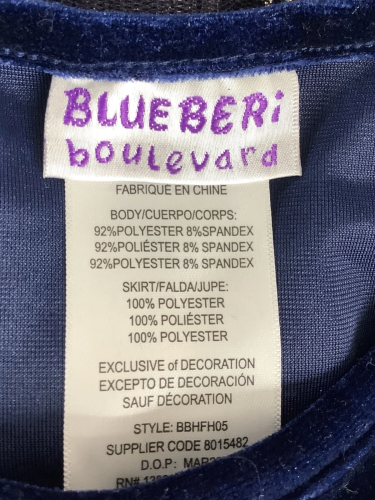 BLUEBERi
boulevard
FABRIQUE EN CHINE
BODY/CUERPO/CORPS:
92%POLYESTER 8%SPANDEX
92%POLIÉSTER 8%SPANDEX
92%POLYESTER 8%SPANDEX
SKIRT/FALDA/JUPE:
100% POLYESTER
100% POLIÉSTER
100% POLYESTER
EXCLUSIVE of DECORATION
EXCEPTO DE DECORACIÓN
SAUF DÉCORATION
STYLE: BBHFH05
SUPPLIER CODE 8015482
D.O.P:
RN#